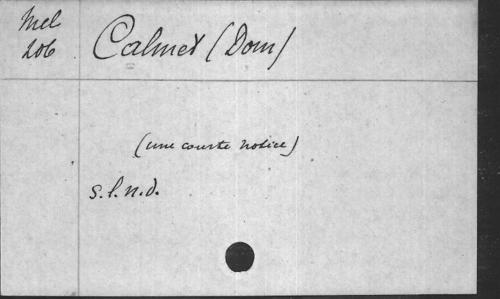 Mel
206
Calmet (Dom)
(une courte notice)
S.l.n.d.